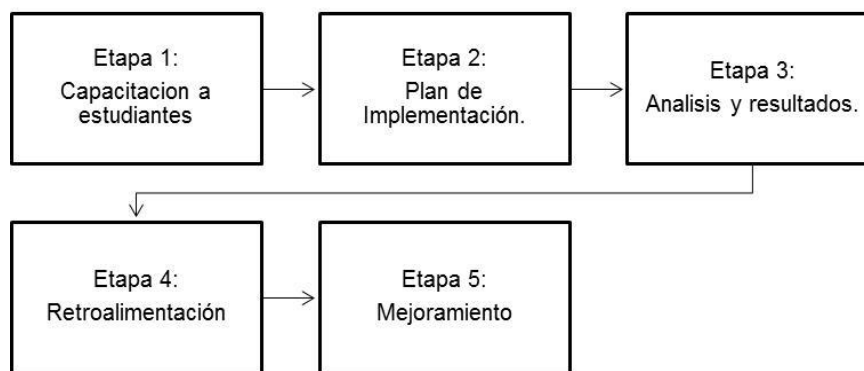 Etapa 1:
Capacitacion a
estudiantes
Etapa 2:
Plan de
Implementación.
Etapa 3:
Analisis y resultados.
Etapa 4:
Retroalimentación
Etapa 5:
Mejoramiento